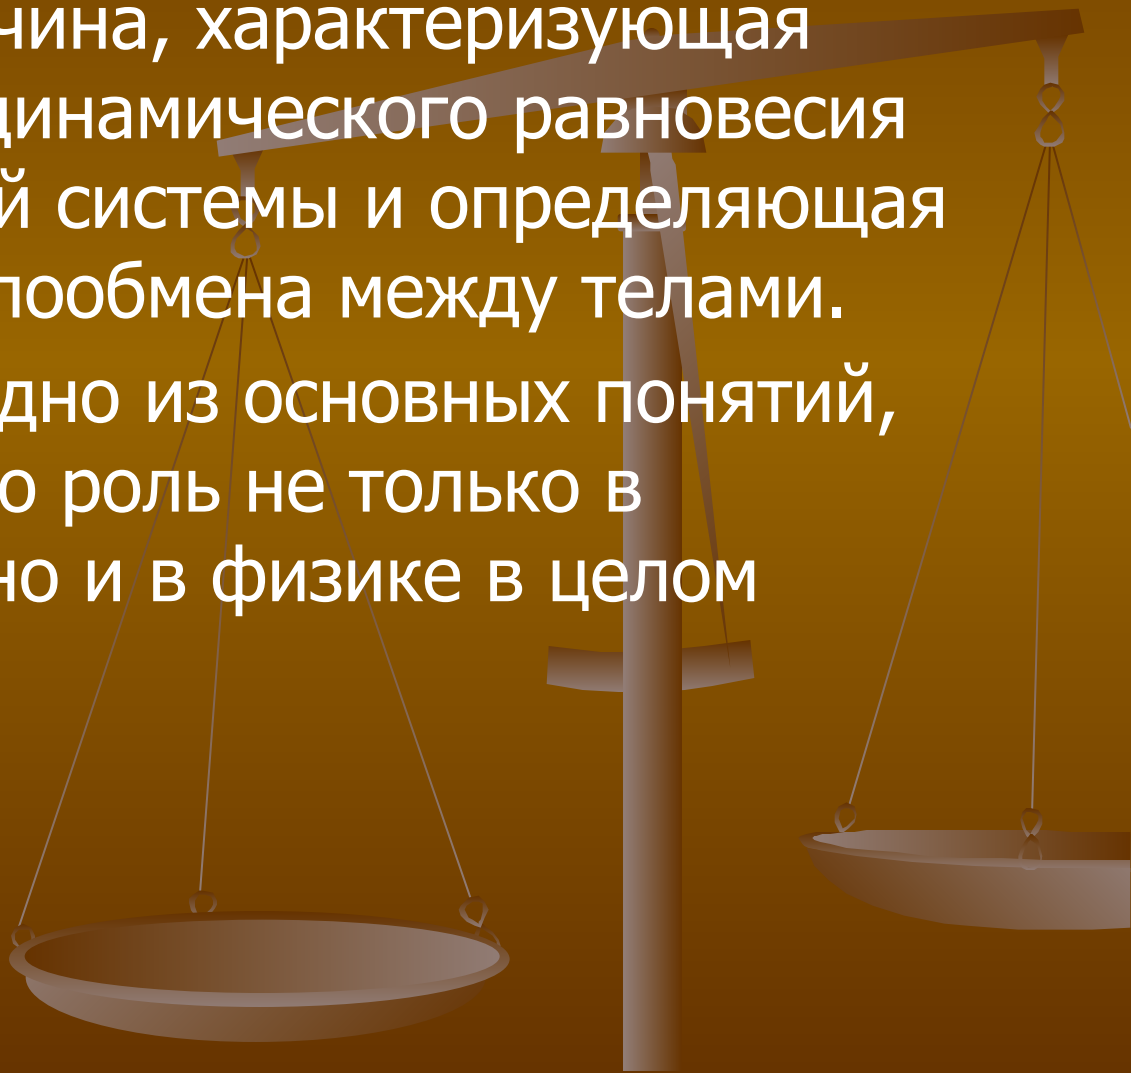 чина, характеризующая
динамического равновесия
й системы и определяющая
лообмена между телами.
дно из основных понятий,
ю роль не только в
но и в физике в целом